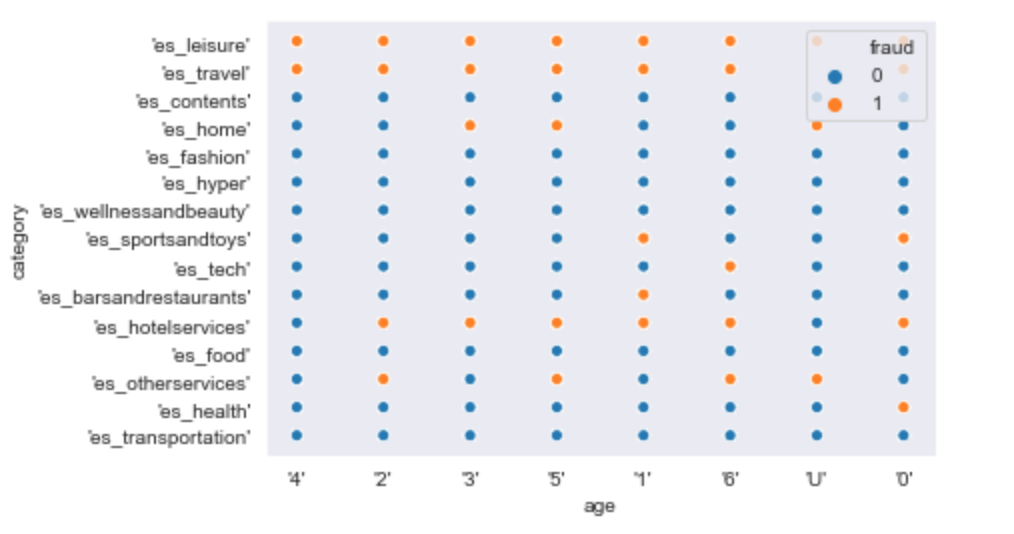 'es_leisure'
'es_travel'
'es_contents'
'es_home'
'es_fashion'
'es_hyper'
'es_wellnessandbeauty'
'es_sportsandtoys'
'es_tech'
'es_barsandrestaurants'
'es_hotelservices'
'es_food'
'es_otherservices'
'es_health'
'es_transportation'
category
fraud
0
1
'4' '2' '3' '5' '1' '6' 'U' '0'
age